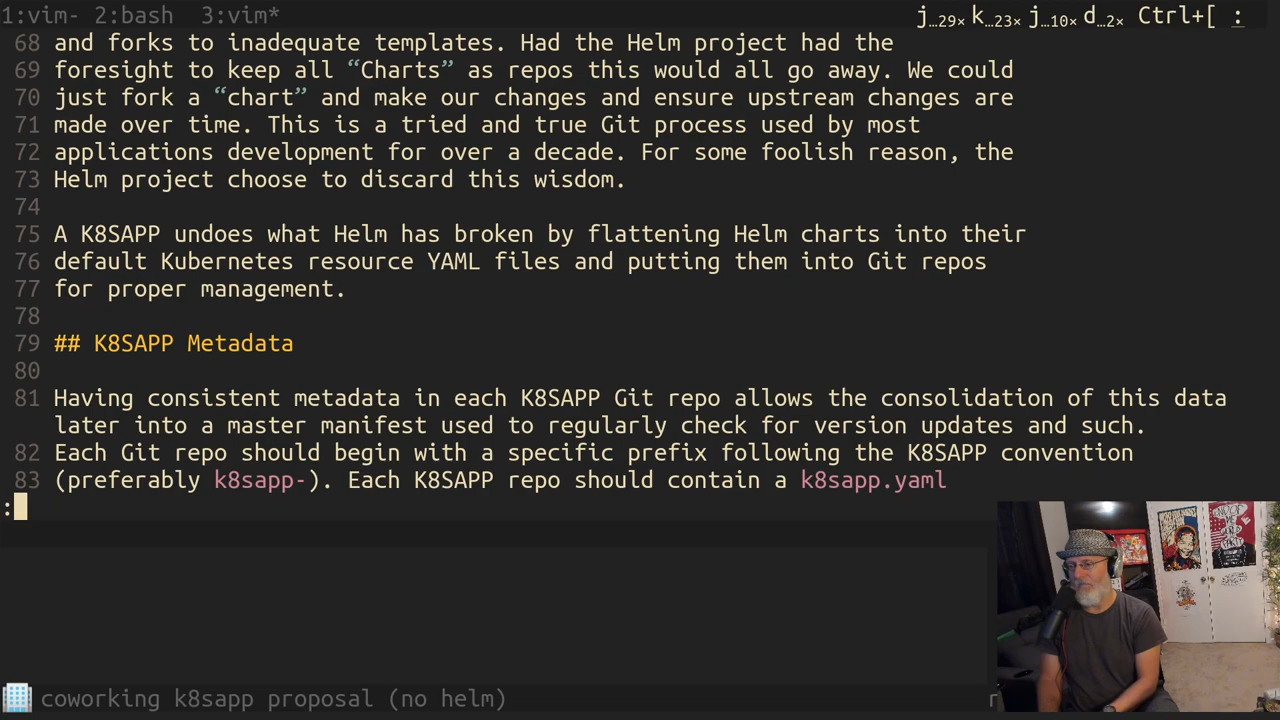 1:vim- 2:bash 3:vim* j…29× k…23× j…10× d…2× Ctrl+[ :
68 and forks to inadequate templates. Had the Helm project had the
69 foresight to keep all “Charts” as repos this would all go away. We could
70 just fork a “chart” and make our changes and ensure upstream changes are
71 made over time. This is a tried and true Git process used by most
72 applications development for over a decade. For some foolish reason, the
73 Helm project choose to discard this wisdom.
74
75 A K8SAPP undoes what Helm has broken by flattening Helm charts into their
76 default Kubernetes resource YAML files and putting them into Git repos
77 for proper management.
78
79 ## K8SAPP Metadata
80
81 Having consistent metadata in each K8SAPP Git repo allows the consolidation of this data
later into a master manifest used to regularly check for version updates and such.
82 Each Git repo should begin with a specific prefix following the K8SAPP convention
83 (preferably k8sapp-). Each K8SAPP repo should contain a k8sapp.yaml
:
coworking k8sapp proposal (no helm) r